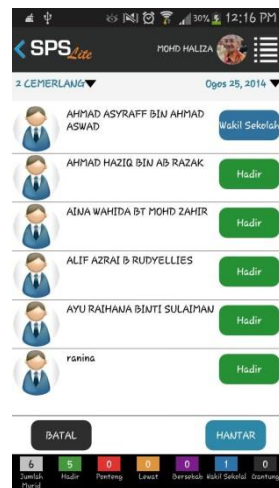 30% 12:16 PM
SPS Lite MOHD HALIZA
2 CEMERLANG▼ Ogos 25, 2014 ▼
AHMAD ASYRAFF BIN AHMAD
ASWAD
Wakil Sekolah
AHMAD HAZIQ BIN AB RAZAK
Hadir
AINA WAHIDA BT MOHD ZAHIR
Hadir
ALIF AZRAI B RUDYELLIES
Hadir
AYU RAIHANA BINTI SULAIMAN
Hadir
ranina
Hadir
BATAL HANTAR
6 5 0 0 0 1 0
Jumlah Murid Hadir Ponteng Lewat Bersebab Wakil Sekolal Gantung